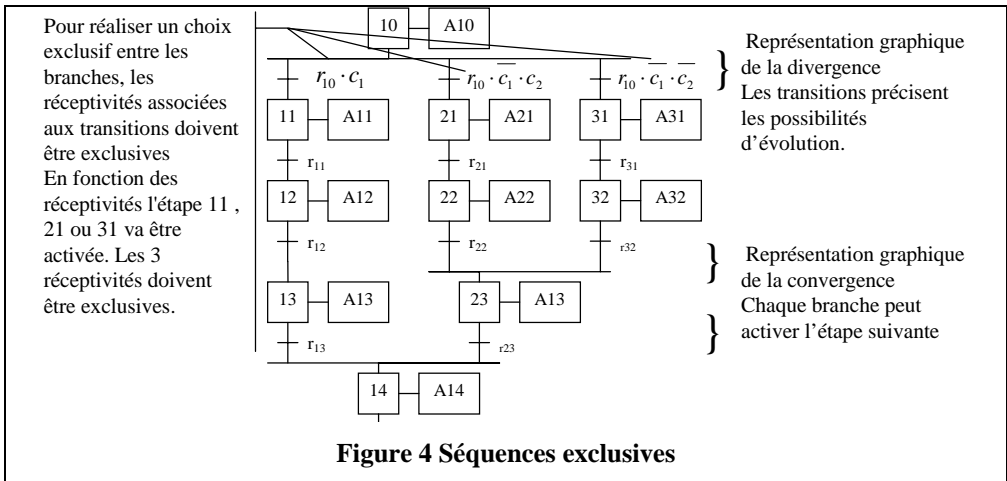 Pour réaliser un choix
exclusif entre les
branches, les
réceptivités associées
aux transitions doivent
être exclusives
En fonction des
réceptivités l'étape 11 ,
21 ou 31 va être
activée. Les 3
réceptivités doivent
être exclusives.
10 A10
r₁₀ · c₁ r₁₀ · c̅₁ · c₂ r₁₀ · c̅₁ · c̅₂
11 A11 21 A21 31 A31
r₁₁ r₂₁ r₃₁
12 A12 22 A22 32 A32
r₁₂ r₂₂ r32
13 A13 23 A13
r₁₃ r23
14 A14
} Représentation graphique
de la divergence
Les transitions précisent
les possibilités
d’évolution.
} Représentation graphique
de la convergence
Chaque branche peut
} activer l’étape suivante
Figure 4 Séquences exclusives